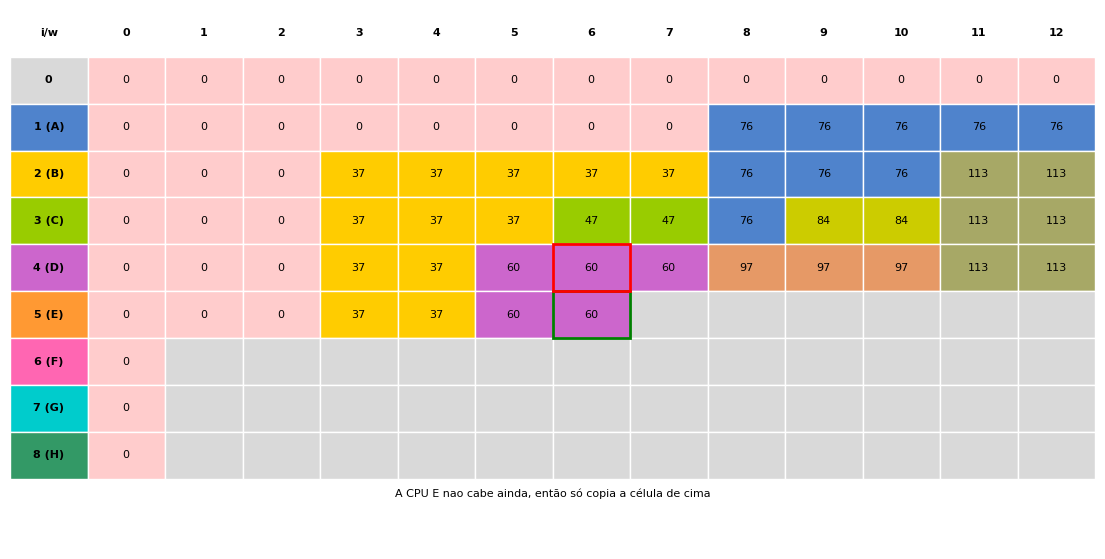 i/w 0 1 2 3 4 5 6 7 8 9 10 11 12
0 0 0 0 0 0 0 0 0 0 0 0 0 0
1 (A) 0 0 0 0 0 0 0 0 76 76 76 76 76
2 (B) 0 0 0 37 37 37 37 37 76 76 76 113 113
3 (C) 0 0 0 37 37 37 47 47 76 84 84 113 113
4 (D) 0 0 0 37 37 60 60 60 97 97 97 113 113
5 (E) 0 0 0 37 37 60 60
6 (F) 0
7 (G) 0
8 (H) 0
A CPU E nao cabe ainda, então só copia a célula de cima